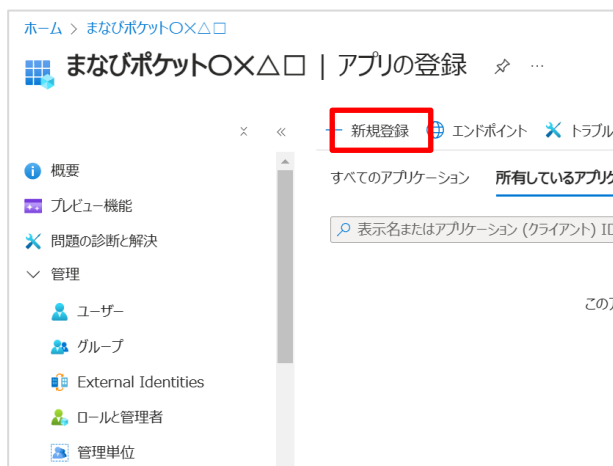 ホーム > まなびポケット〇×△□
まなびポケット〇×△□ | アプリの登録 ...
+ 新規登録 エンドポイント トラブル
すべてのアプリケーション 所有しているアプリケ
表示名またはアプリケーション (クライアント) ID
このア
概要
プレビュー機能
問題の診断と解決
管理
ユーザー
グループ
External Identities
ロールと管理者
管理単位